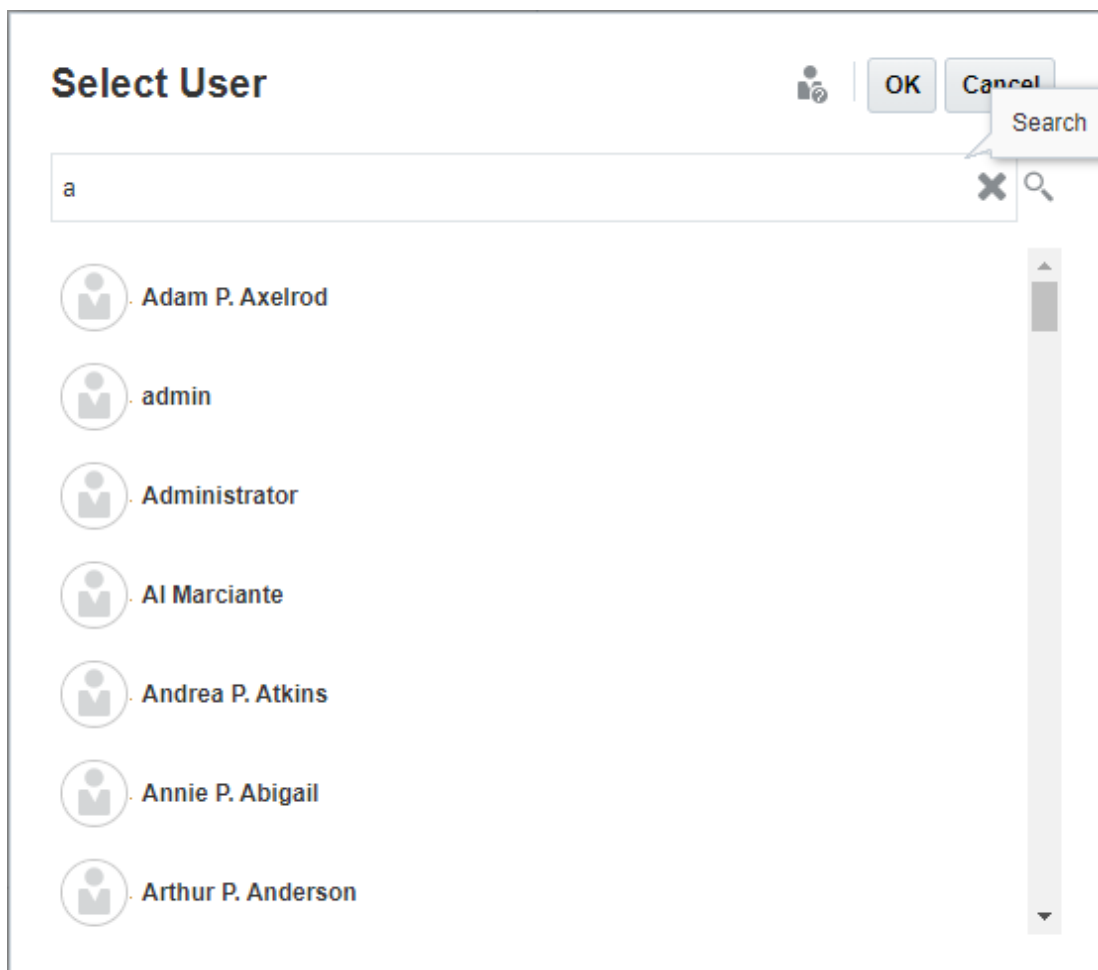 Select User
OK
Cancel
Search
a
Adam P. Axelrod
admin
Administrator
Al Marciante
Andrea P. Atkins
Annie P. Abigail
Arthur P. Anderson